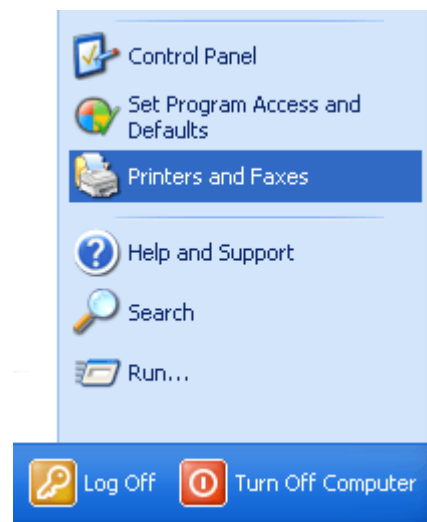 Control Panel
Set Program Access and
Defaults
Printers and Faxes
Help and Support
Search
Run...
Log Off
Turn Off Computer